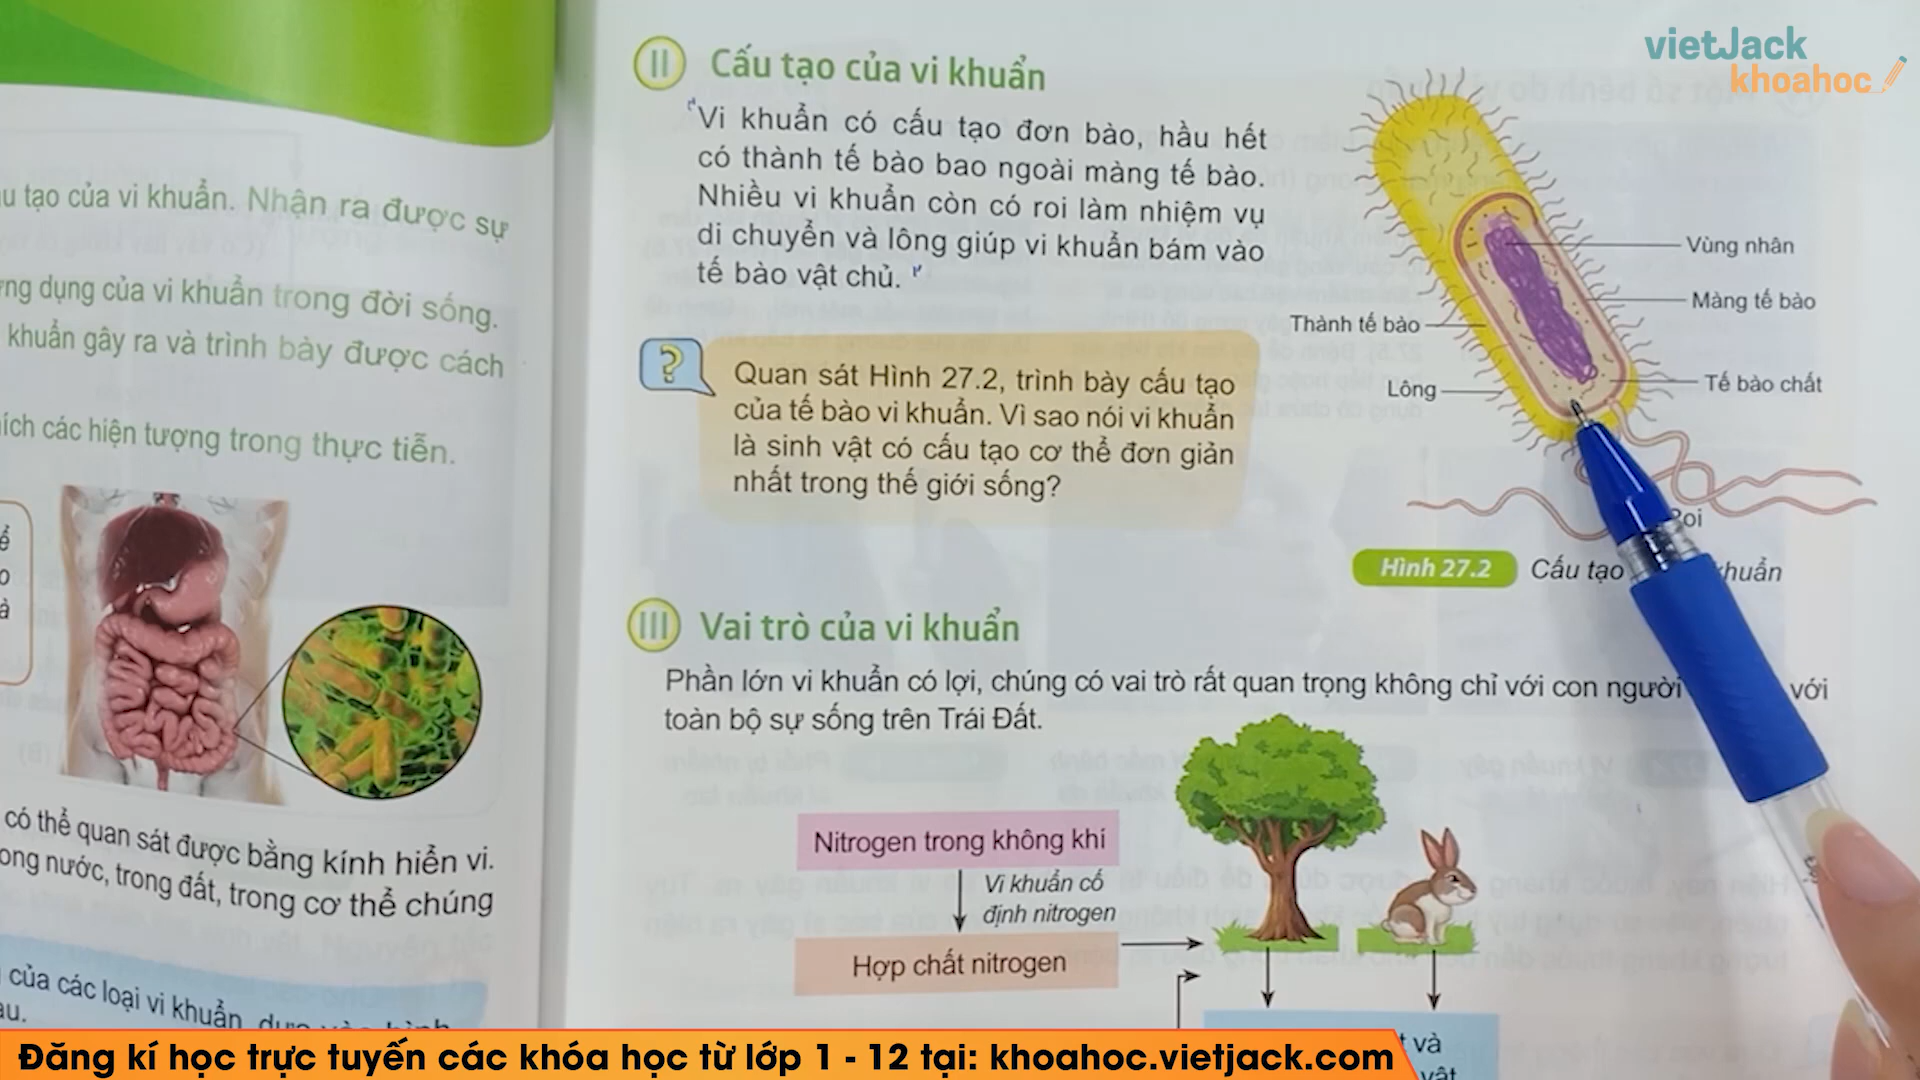 vietJack
khoahoc
II Cấu tạo của vi khuẩn
Vi khuẩn có cấu tạo đơn bào, hầu hết
có thành tế bào bao ngoài màng tế bào.
Nhiều vi khuẩn còn có roi làm nhiệm vụ
di chuyển và lông giúp vi khuẩn bám vào
tế bào vật chủ.
?
Quan sát Hình 27.2, trình bày cấu tạo
của tế bào vi khuẩn. Vì sao nói vi khuẩn
là sinh vật có cấu tạo cơ thể đơn giản
nhất trong thế giới sống?
Vùng nhân
Màng tế bào
Thành tế bào
Lông
Tế bào chất
Hình 27.2 Cấu tạo
III Vai trò của vi khuẩn
Phần lớn vi khuẩn có lợi, chúng có vai trò rất quan trọng không chỉ với con người với
toàn bộ sự sống trên Trái Đất.
Nitrogen trong không khí
Vi khuẩn cố
định nitrogen
Hợp chất nitrogen
và
tạo của vi khuẩn. Nhận ra được sự
dụng của vi khuẩn trong đời sống.
khuẩn gây ra và trình bày được cách
các hiện tượng trong thực tiễn.
có thể quan sát được bằng kính hiển vi.
nước, trong đất, trong cơ thể chúng
của các loại vi khuẩn
Đăng kí học trực tuyến các khóa học từ lớp 1 - 12 tại: khoahoc.vietjack.com